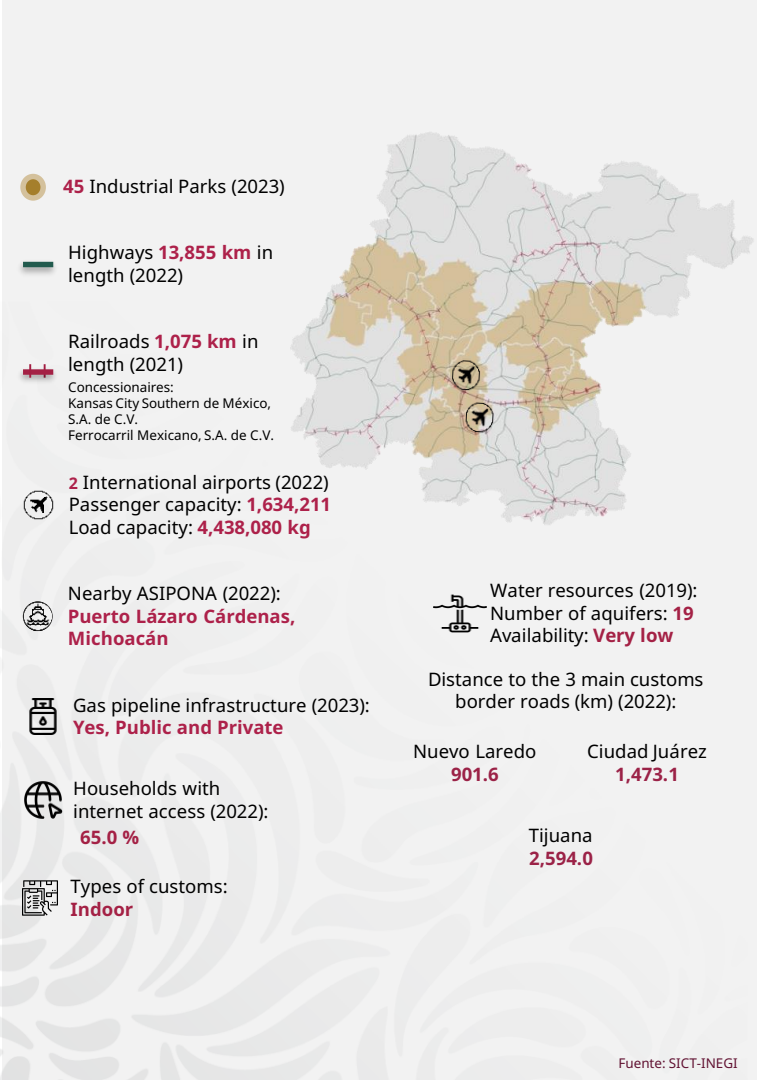 45 Industrial Parks (2023)
Highways 13,855 km in
length (2022)
Railroads 1,075 km in
length (2021)
Concessionaires:
Kansas City Southern de México,
S.A. de C.V.
Ferrocarril Mexicano, S.A. de C.V.
2 International airports (2022)
Passenger capacity: 1,634,211
Load capacity: 4,438,080 kg
Nearby ASIPONA (2022):
Puerto Lázaro Cárdenas,
Michoacán
Gas pipeline infrastructure (2023):
Yes, Public and Private
Households with
internet access (2022):
65.0 %
Types of customs:
Indoor
Water resources (2019):
Number of aquifers: 19
Availability: Very low
Distance to the 3 main customs
border roads (km) (2022):
Nuevo Laredo
901.6
Ciudad Juárez
1,473.1
Tijuana
2,594.0
Fuente: SICT-INEGI